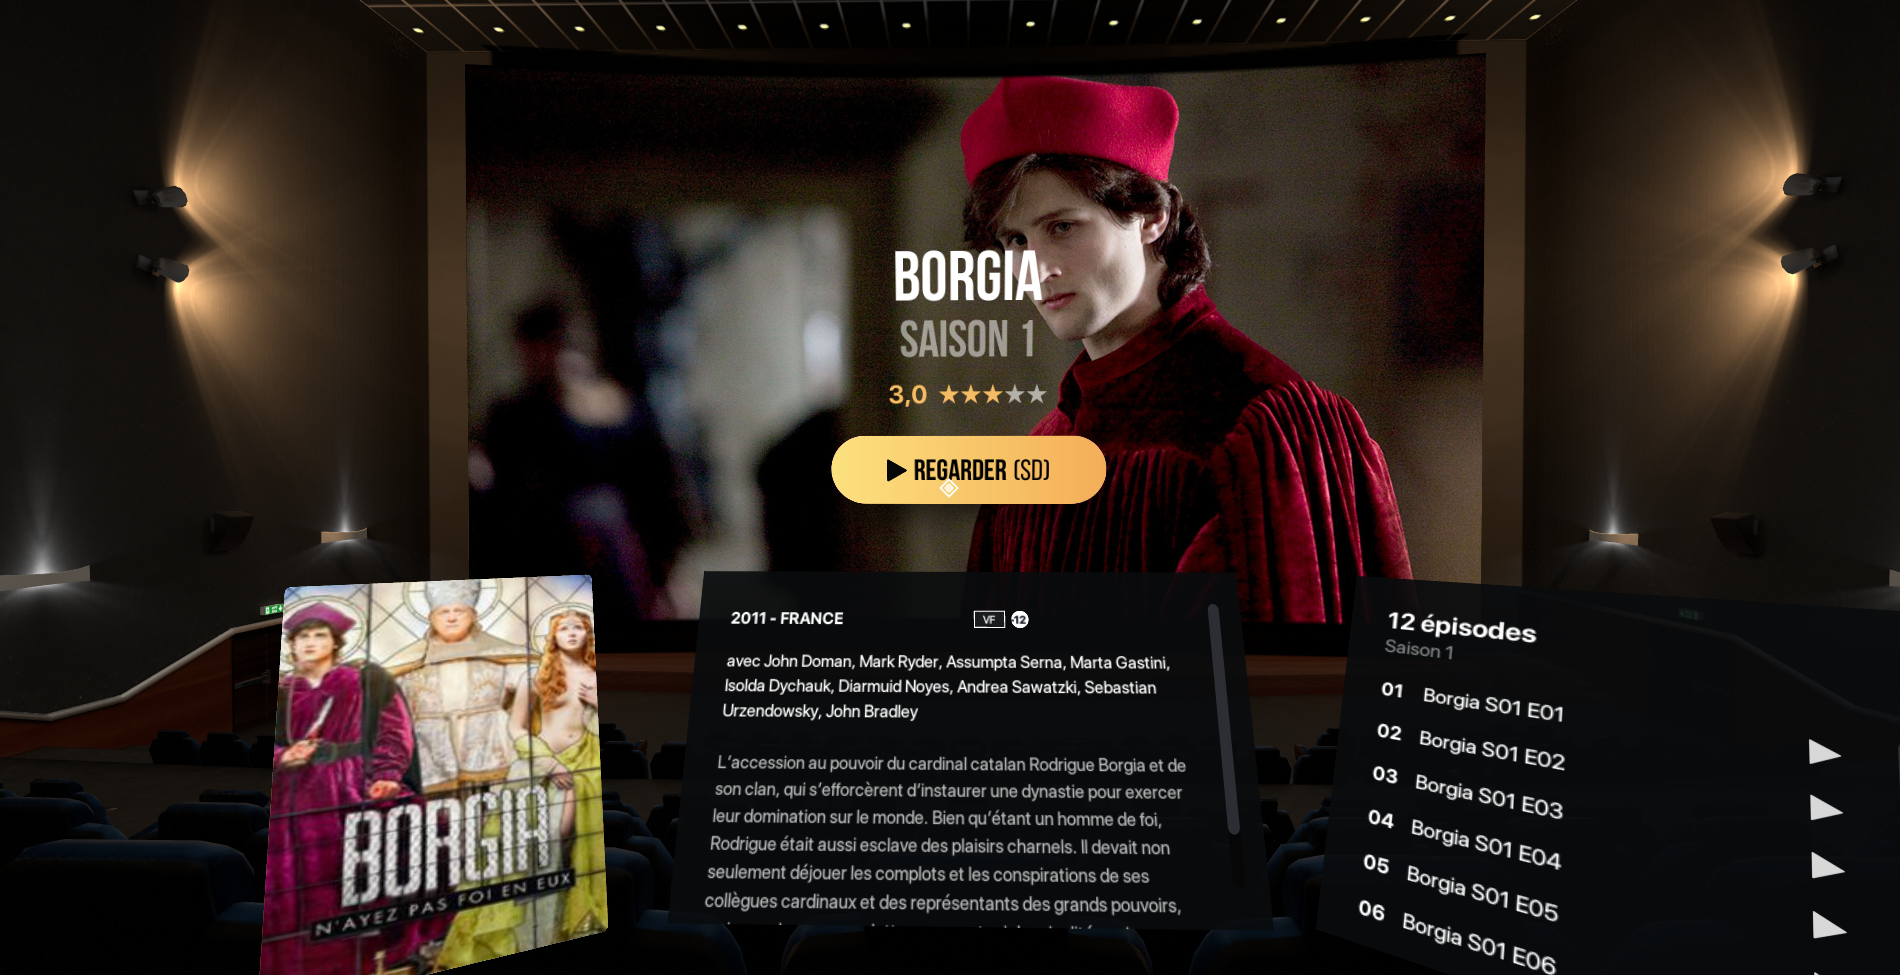 BORGIA
SAISON 1
3,0
REGARDER (SD)
BORGIA
N'AYEZ PAS FOI EN EUX
2011 - FRANCE
VF
12
avec John Doman, Mark Ryder, Assumpta Serna, Marta Gastini,
Isolda Dychauk, Diarmuid Noyes, Andrea Sawatzki, Sebastian
Urzendowsky, John Bradley
L'accession au pouvoir du cardinal catalan Rodrigue Borgia et de
son clan, qui s'efforcèrent d'instaurer une dynastie pour exercer
leur domination sur le monde. Bien qu'étant un homme de foi,
Rodrigue était aussi esclave des plaisirs charnels. Il devait non
seulement déjouer les complots et les conspirations de ses
collègues cardinaux et des représentants des grands pouvoirs,
12 épisodes
Saison 1
01 Borgia S01 E01
02 Borgia S01 E02
03 Borgia S01 E03
04 Borgia S01 E04
05 Borgia S01 E05
06 Borgia S01 E06